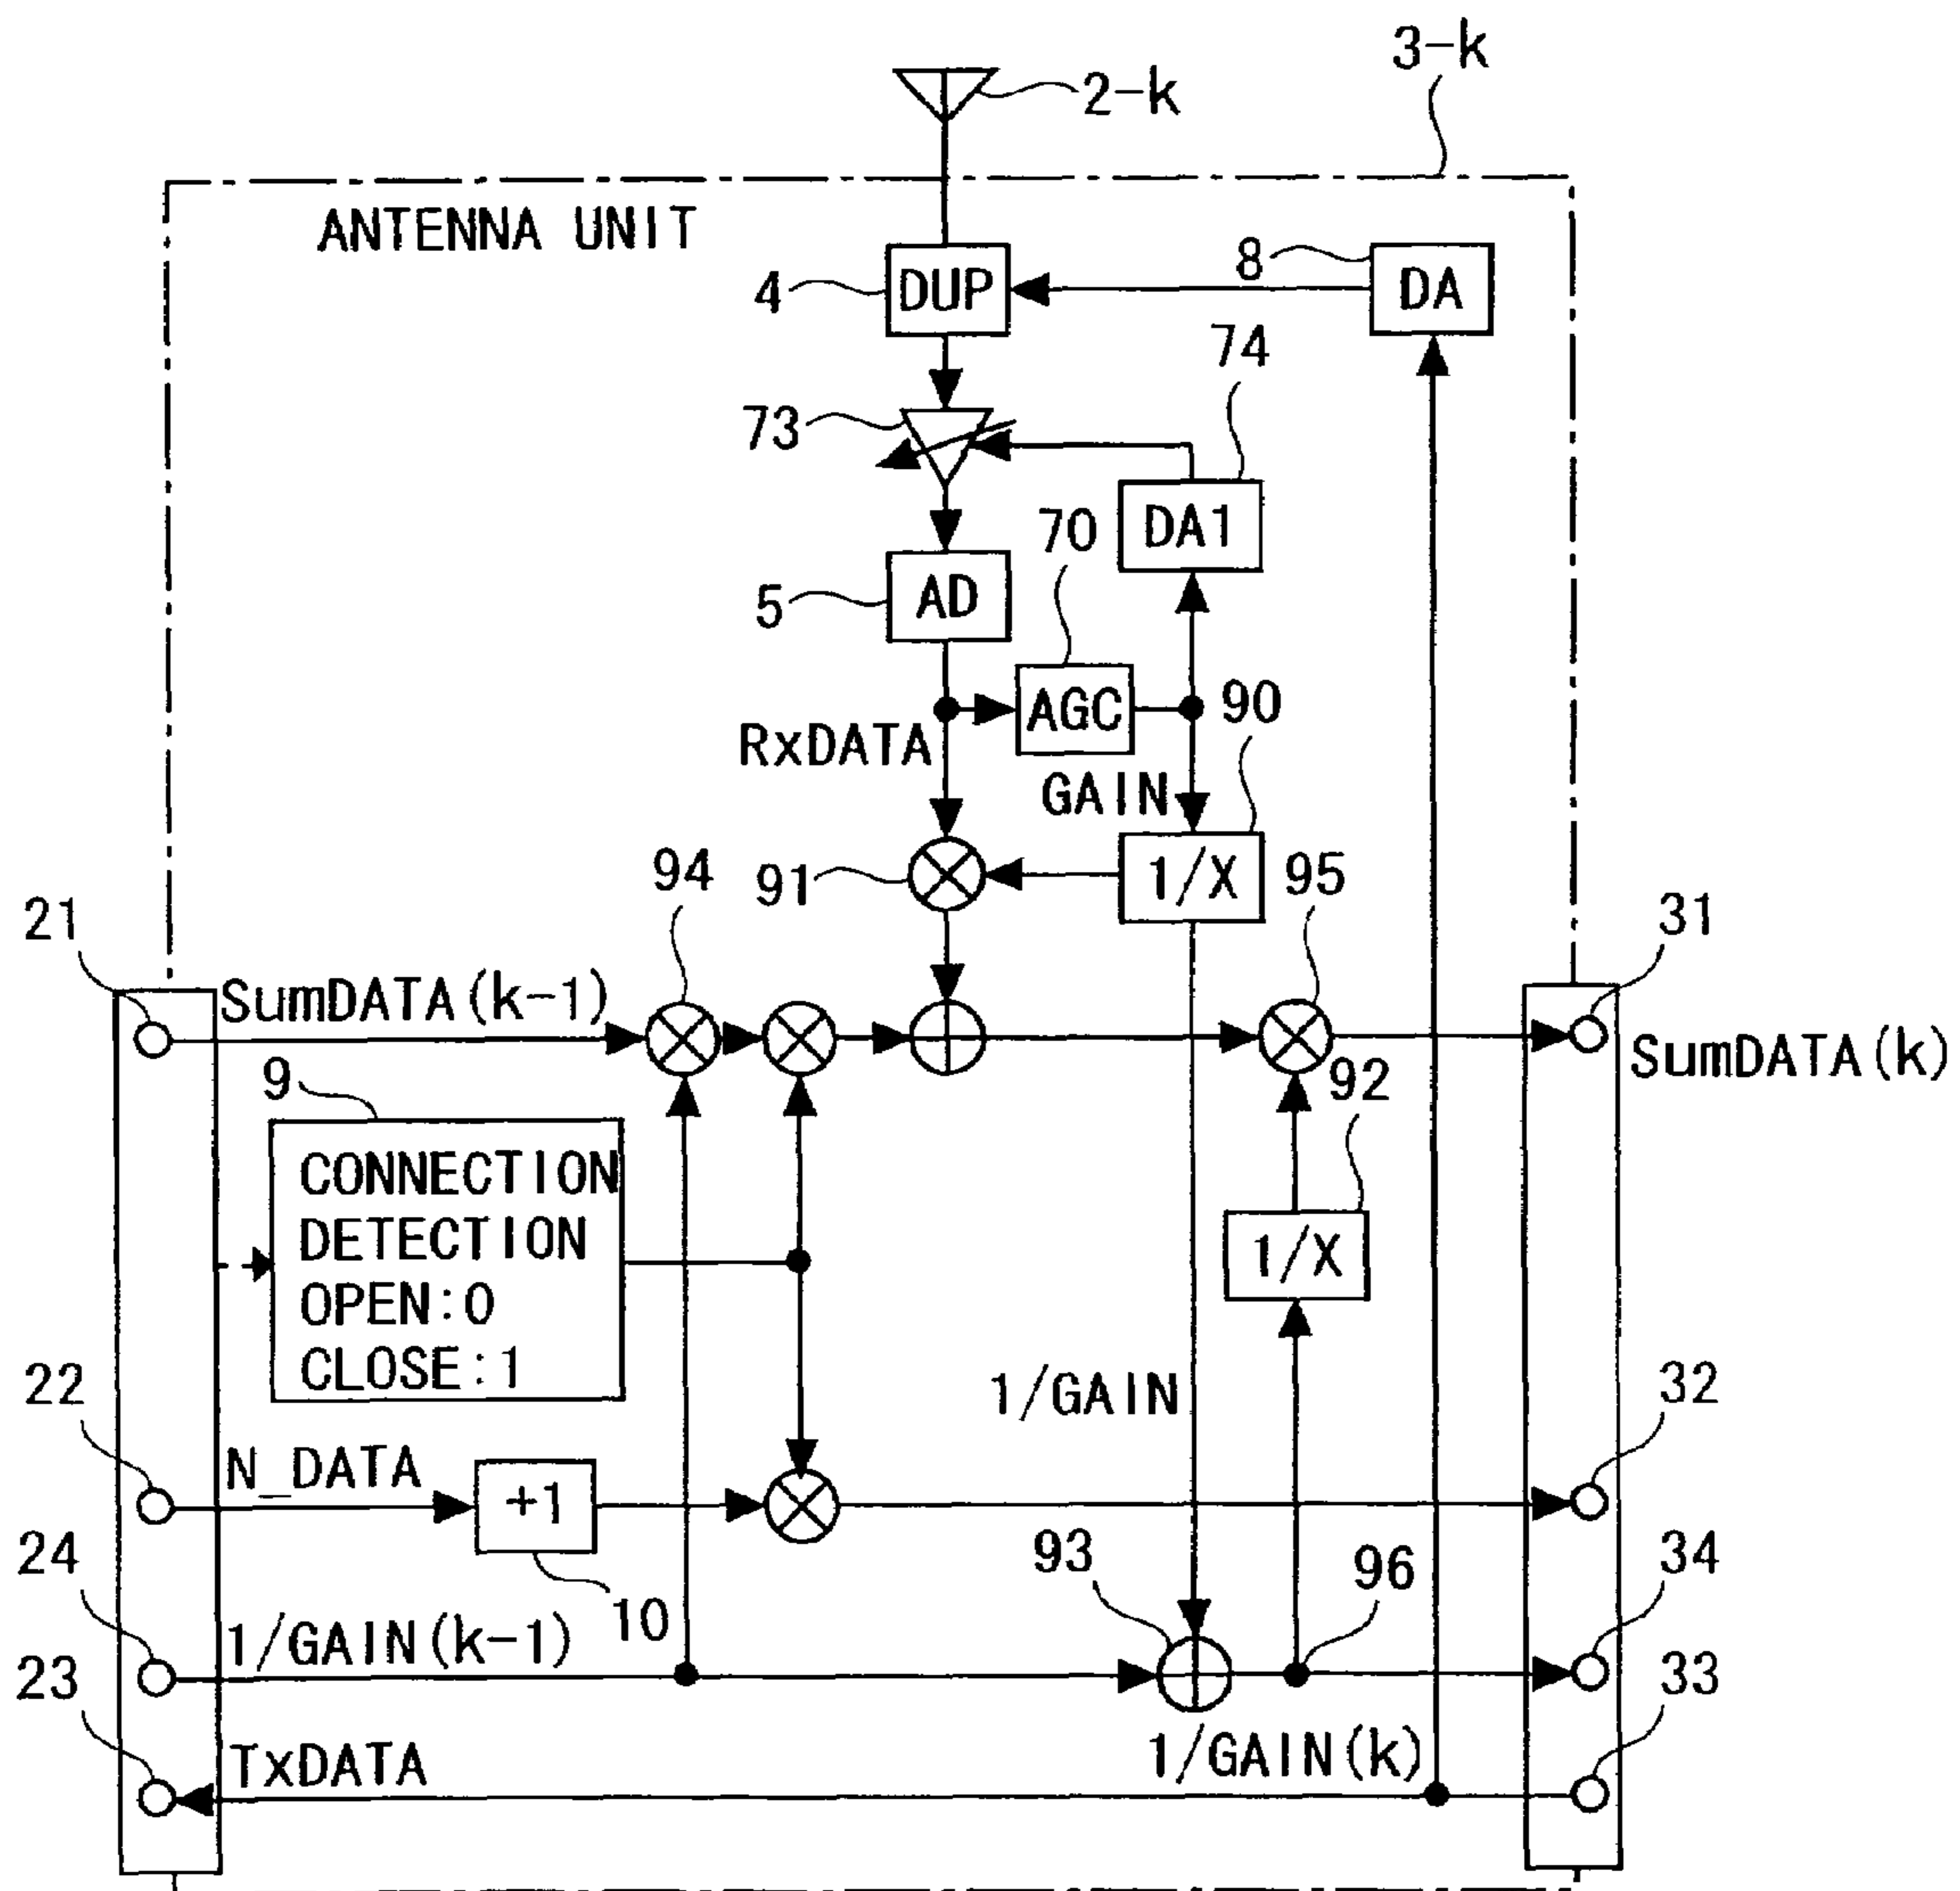 3-k
2-k
ANTENNA UNIT
8
DA
4
DUP
74
73
70
DA1
5
AD
AGC
90
RxDATA
GAIN
94
91
1/X
95
21
31
SumDATA(k-1)
SumDATA(k)
9
92
CONNECTION
DETECTION
OPEN:0
CLOSE:1
1/X
22
1/GAIN
32
N_DATA
+1
24
93
96
34
10
1/GAIN(k-1)
23
33
TxDATA
1/GAIN(k)